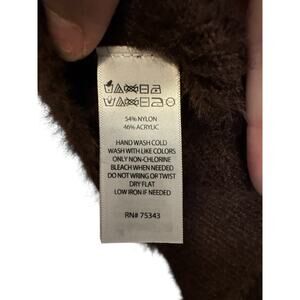 54% NYLON
46% ACRYLIC
HAND WASH COLD
WASH WITH LIKE COLORS
ONLY NON-CHLORINE
BLEACH WHEN NEEDED
DO NOT WRING OR TWIST
DRY FLAT
LOW IRON IF NEEDED
RN# 75343